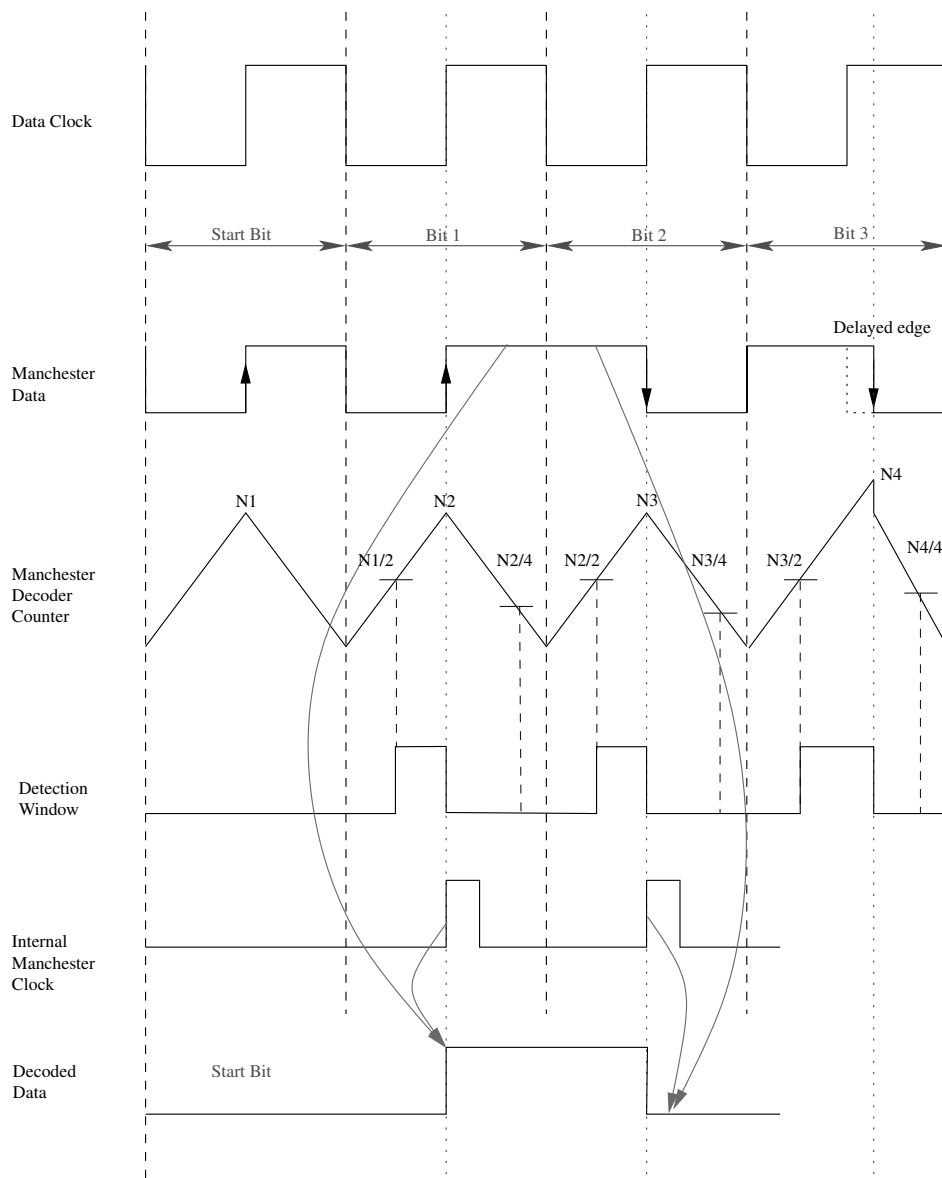 Data Clock
Start Bit
Bit 1
Bit 2
Bit 3
Delayed edge
Manchester
Data
N1
N2
N3
N4
N1/2
N2/4
N2/2
N3/4
N3/2
N4/4
Manchester
Decoder
Counter
Detection
Window
Internal
Manchester
Clock
Decoded
Data
Start Bit